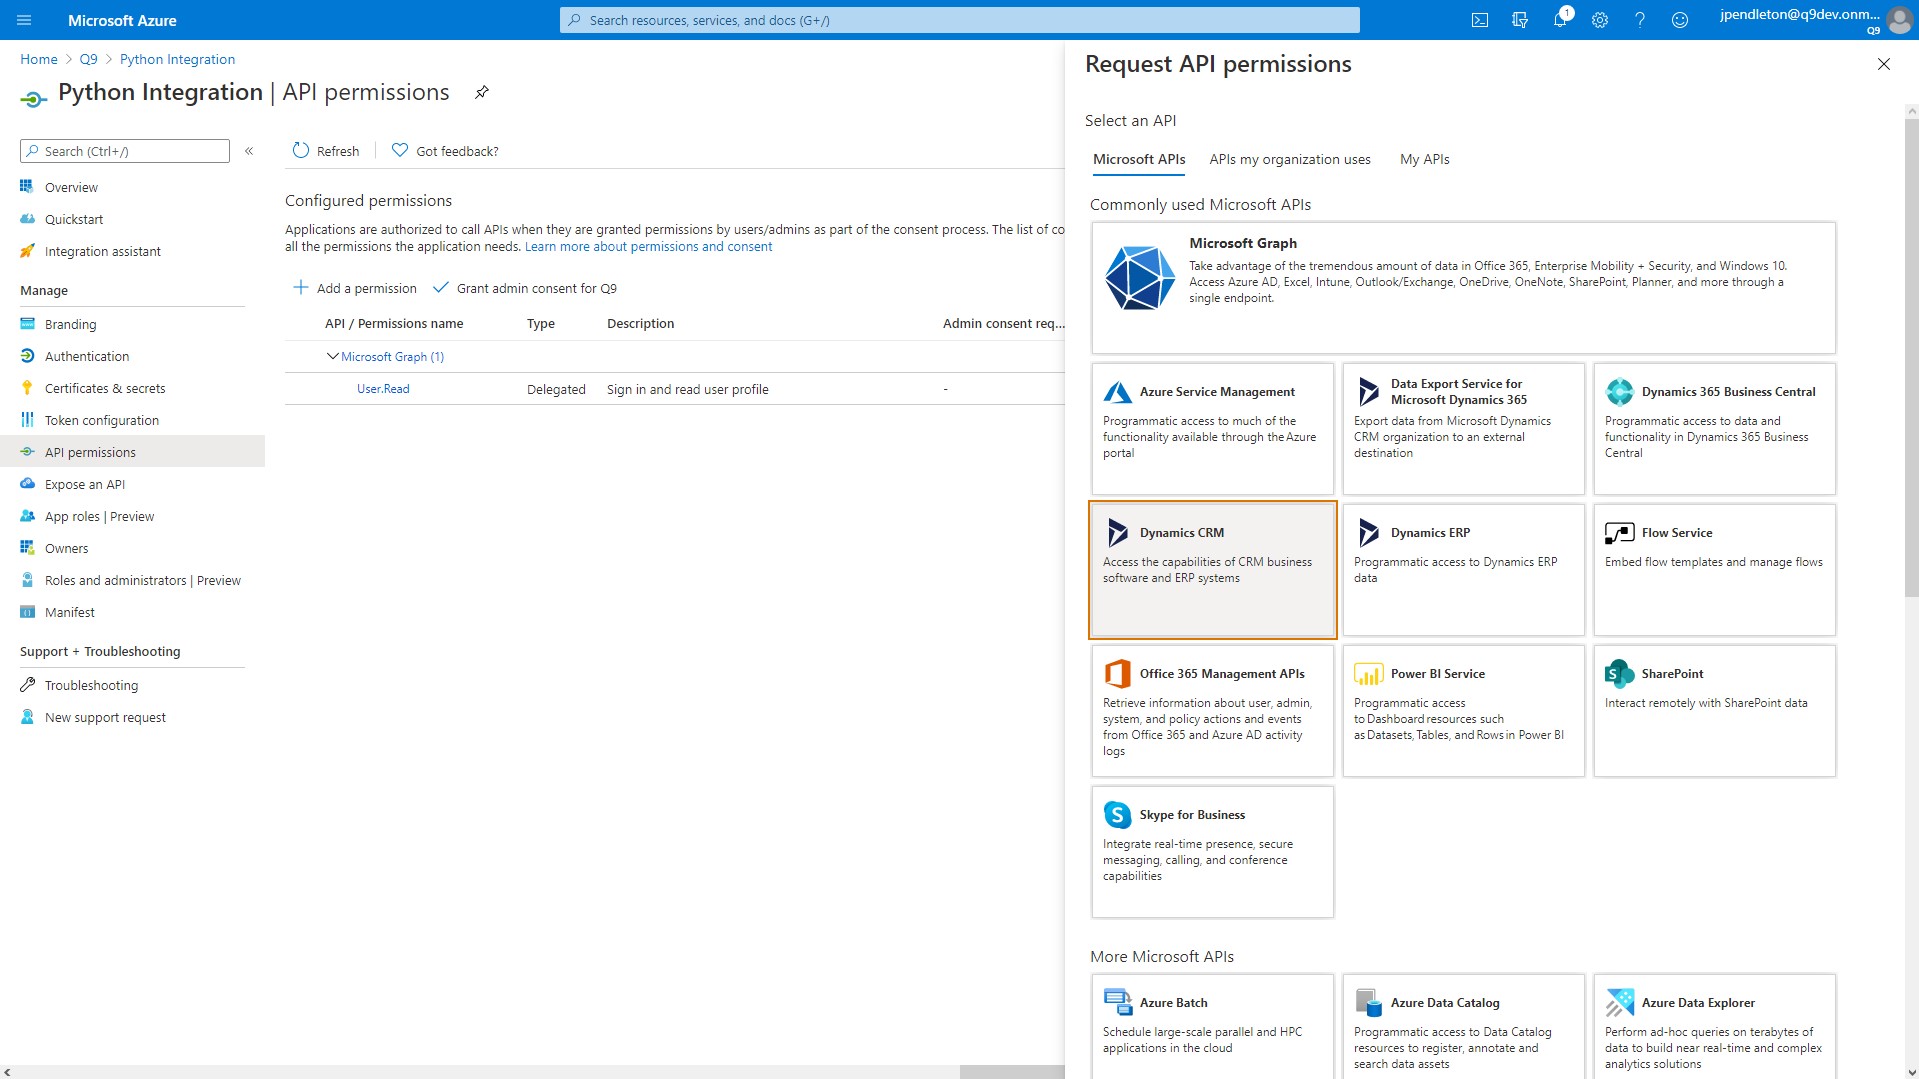 Microsoft Azure
Search resources, services, and docs (G+/)
1
jpendleton@q9dev.onm...
Q9
Home > Q9 > Python Integration
Python Integration | API permissions
Search (Ctrl+/)
«
Overview
Quickstart
Integration assistant
Manage
Branding
Authentication
Certificates & secrets
Token configuration
API permissions
Expose an API
App roles | Preview
Owners
Roles and administrators | Preview
Manifest
Support + Troubleshooting
Troubleshooting
New support request
Refresh
Got feedback?
Configured permissions
Applications are authorized to call APIs when they are granted permissions by users/admins as part of the consent process. The list of co
all the permissions the application needs. Learn more about permissions and consent
Add a permission
Grant admin consent for Q9
API / Permissions name
Type
Description
Admin consent req...
Microsoft Graph (1)
User.Read
Delegated
Sign in and read user profile
-
Request API permissions
Select an API
Microsoft APIs
APIs my organization uses
My APIs
Commonly used Microsoft APIs
Microsoft Graph
Take advantage of the tremendous amount of data in Office 365, Enterprise Mobility + Security, and Windows 10.
Access Azure AD, Excel, Intune, Outlook/Exchange, OneDrive, OneNote, SharePoint, Planner, and more through a
single endpoint.
Azure Service Management
Programmatic access to much of the
functionality available through the Azure
portal
Data Export Service for
Microsoft Dynamics 365
Export data from Microsoft Dynamics
CRM organization to an external
destination
Dynamics 365 Business Central
Programmatic access to data and
functionality in Dynamics 365 Business
Central
Dynamics CRM
Access the capabilities of CRM business
software and ERP systems
Dynamics ERP
Programmatic access to Dynamics ERP
data
Flow Service
Embed flow templates and manage flows
Office 365 Management APIs
Retrieve information about user, admin,
system, and policy actions and events
from Office 365 and Azure AD activity
logs
Power BI Service
Programmatic access
to Dashboard resources such
as Datasets, Tables, and Rows in Power BI
SharePoint
Interact remotely with SharePoint data
Skype for Business
Integrate real-time presence, secure
messaging, calling, and conference
capabilities
More Microsoft APIs
Azure Batch
Schedule large-scale parallel and HPC
applications in the cloud
Azure Data Catalog
Programmatic access to Data Catalog
resources to register, annotate and
search data assets
Azure Data Explorer
Perform ad-hoc queries on terabytes of
data to build near real-time and complex
analytics solutions